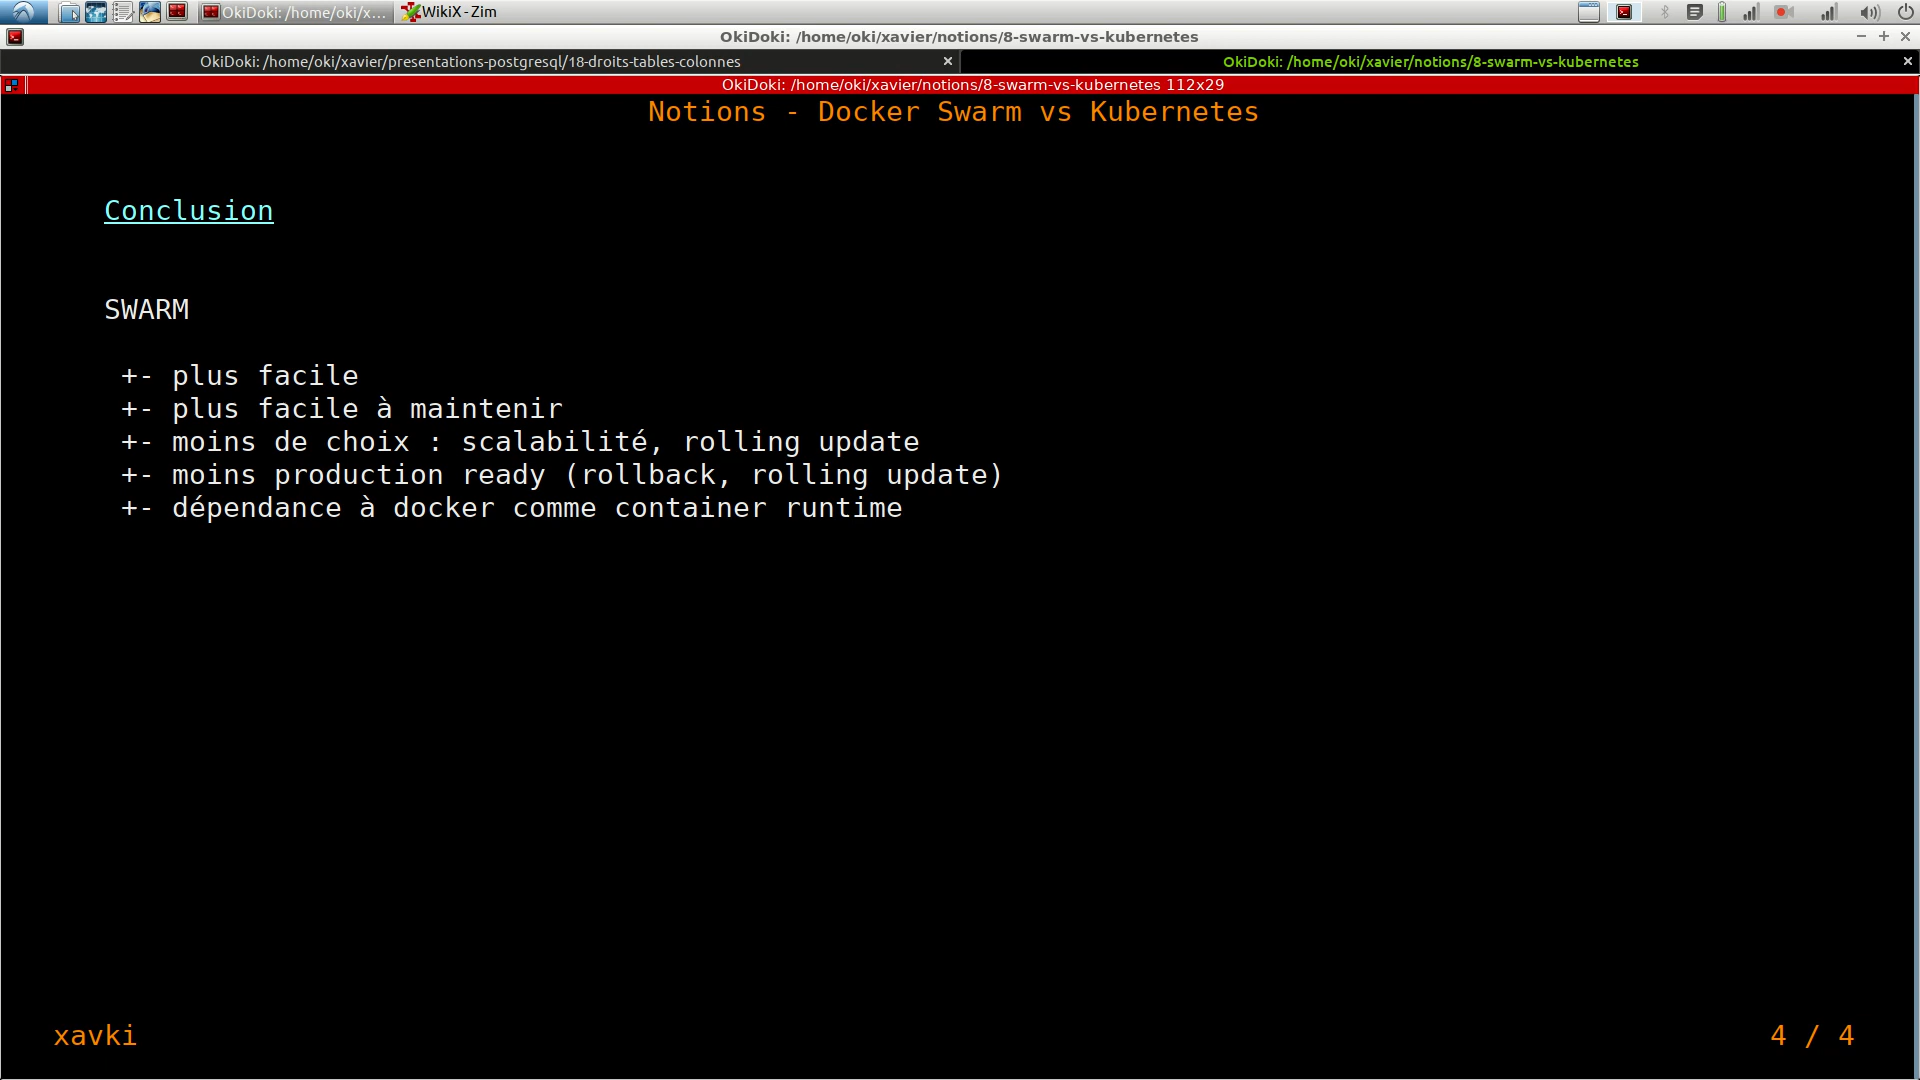 OkiDoki: /home/oki/x...
WikiX - Zim
OkiDoki: /home/oki/xavier/notions/8-swarm-vs-kubernetes
OkiDoki: /home/oki/xavier/presentations-postgresql/18-droits-tables-colonnes
OkiDoki: /home/oki/xavier/notions/8-swarm-vs-kubernetes
OkiDoki: /home/oki/xavier/notions/8-swarm-vs-kubernetes 112x29
Notions - Docker Swarm vs Kubernetes
Conclusion
SWARM
+- plus facile
+- plus facile à maintenir
+- moins de choix : scalabilité, rolling update
+- moins production ready (rollback, rolling update)
+- dépendance à docker comme container runtime
xavki
4 / 4